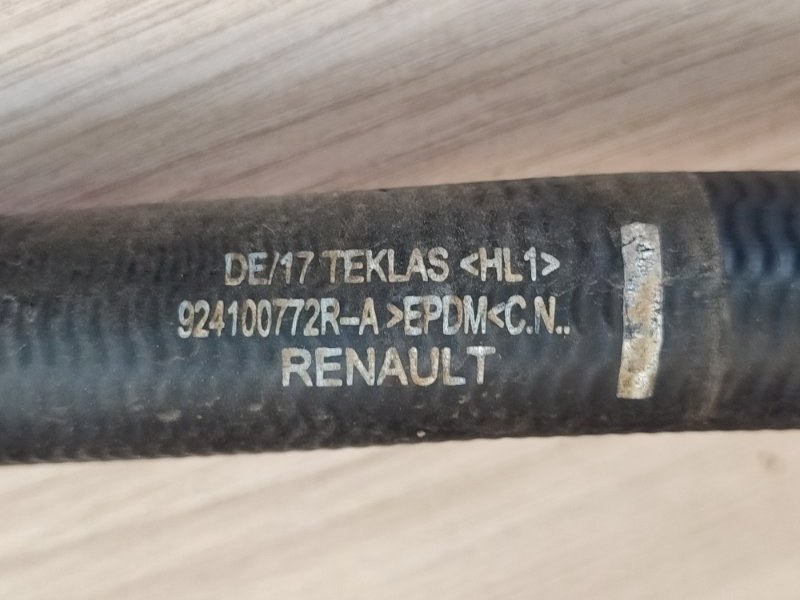 DE/17 TEKLAS <HL1>
924100772R-A >EPDM<C.N..
RENAULT